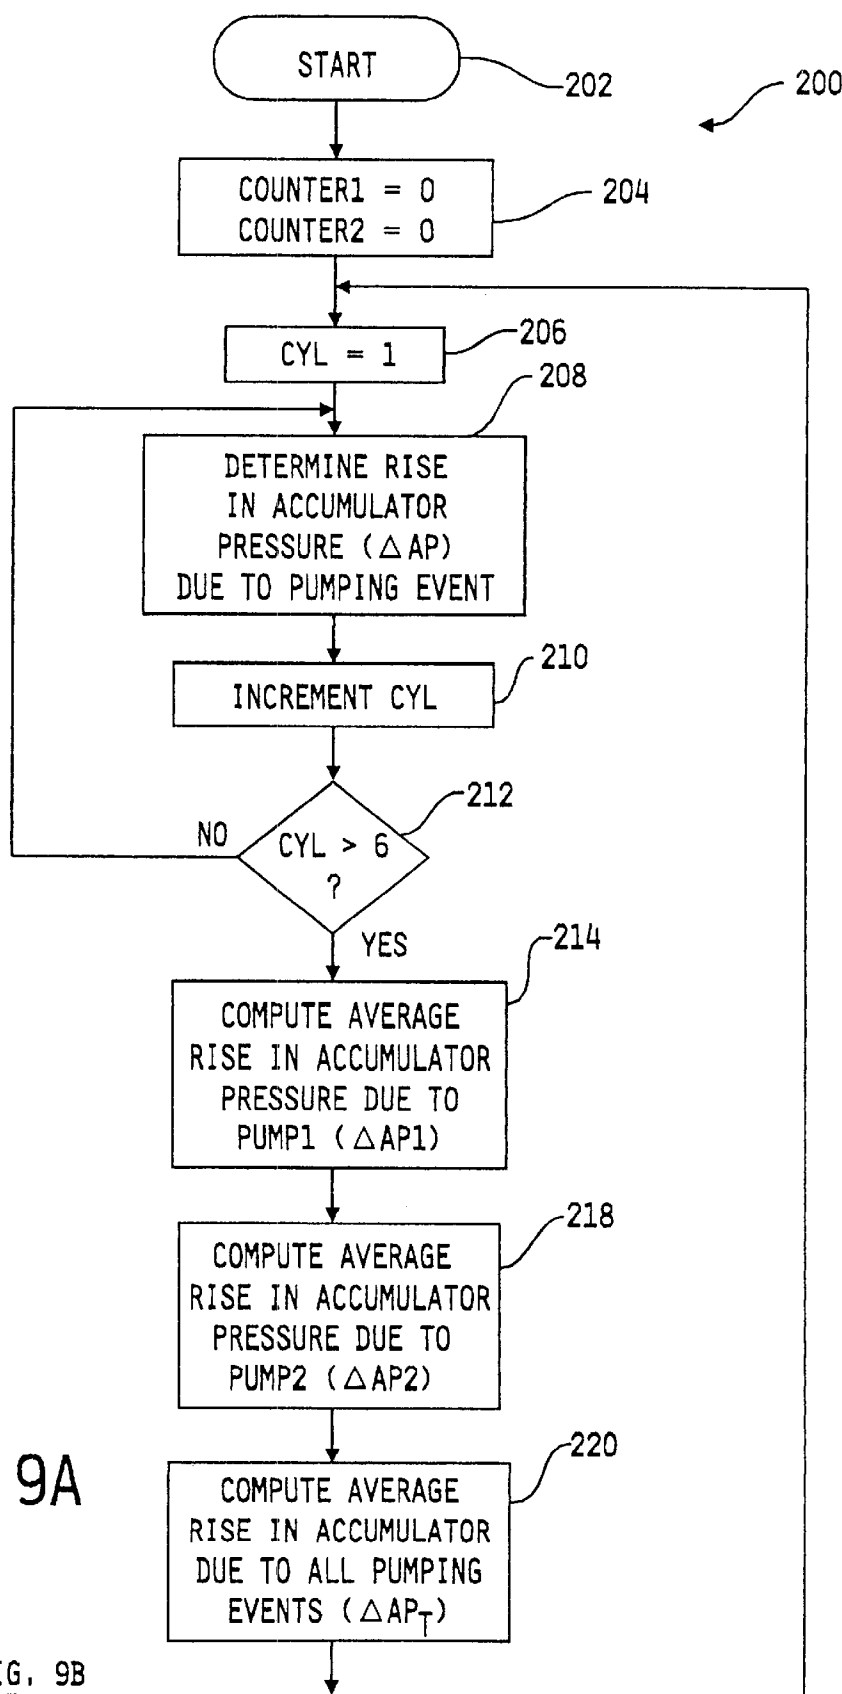 START
202
200
COUNTER1 = 0
COUNTER2 = 0
204
CYL = 1
206
208
DETERMINE RISE
IN ACCUMULATOR
PRESSURE (△AP)
DUE TO PUMPING EVENT
210
INCREMENT CYL
212
NO
CYL > 6
?
YES
214
COMPUTE AVERAGE
RISE IN ACCUMULATOR
PRESSURE DUE TO
PUMP1 (△AP1)
218
COMPUTE AVERAGE
RISE IN ACCUMULATOR
PRESSURE DUE TO
PUMP2 (△AP2)
9A
220
COMPUTE AVERAGE
RISE IN ACCUMULATOR
DUE TO ALL PUMPING
EVENTS (△AP_T)
IG. 9B